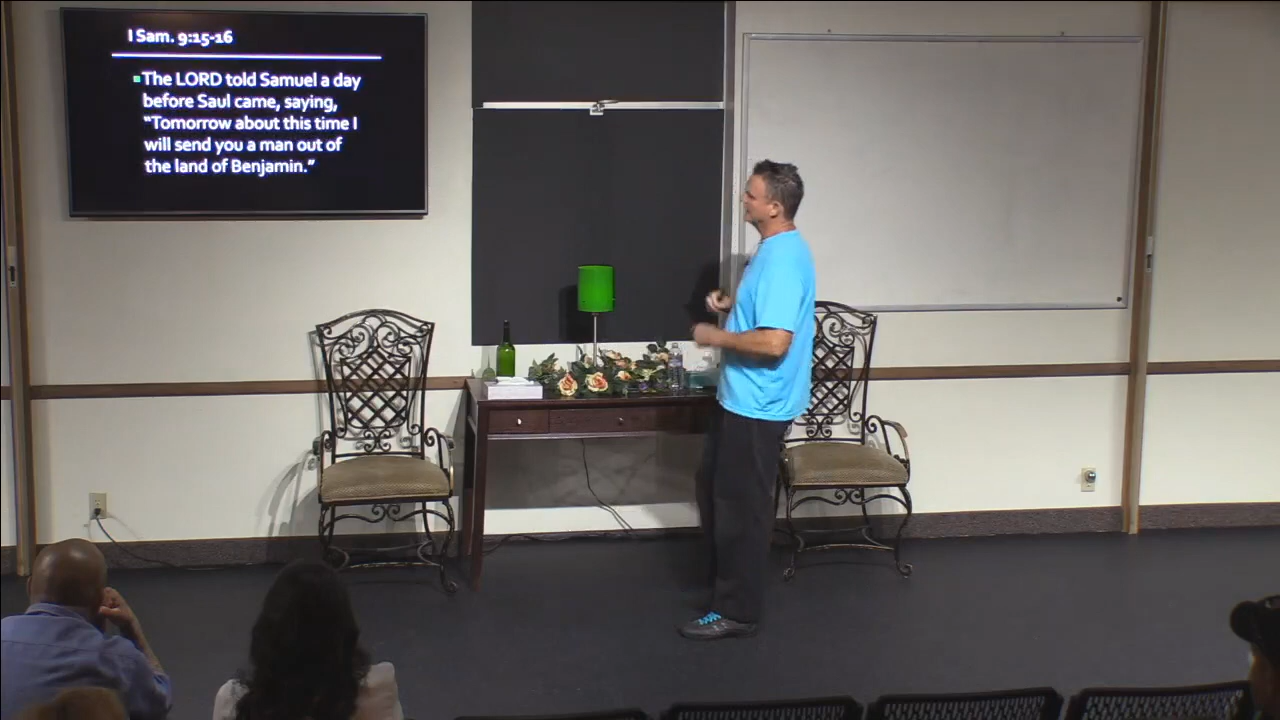 I Sam. 9:15-16
The LORD told Samuel a day
before Saul came, saying,
“Tomorrow about this time I
will send you a man out of
the land of Benjamin.”